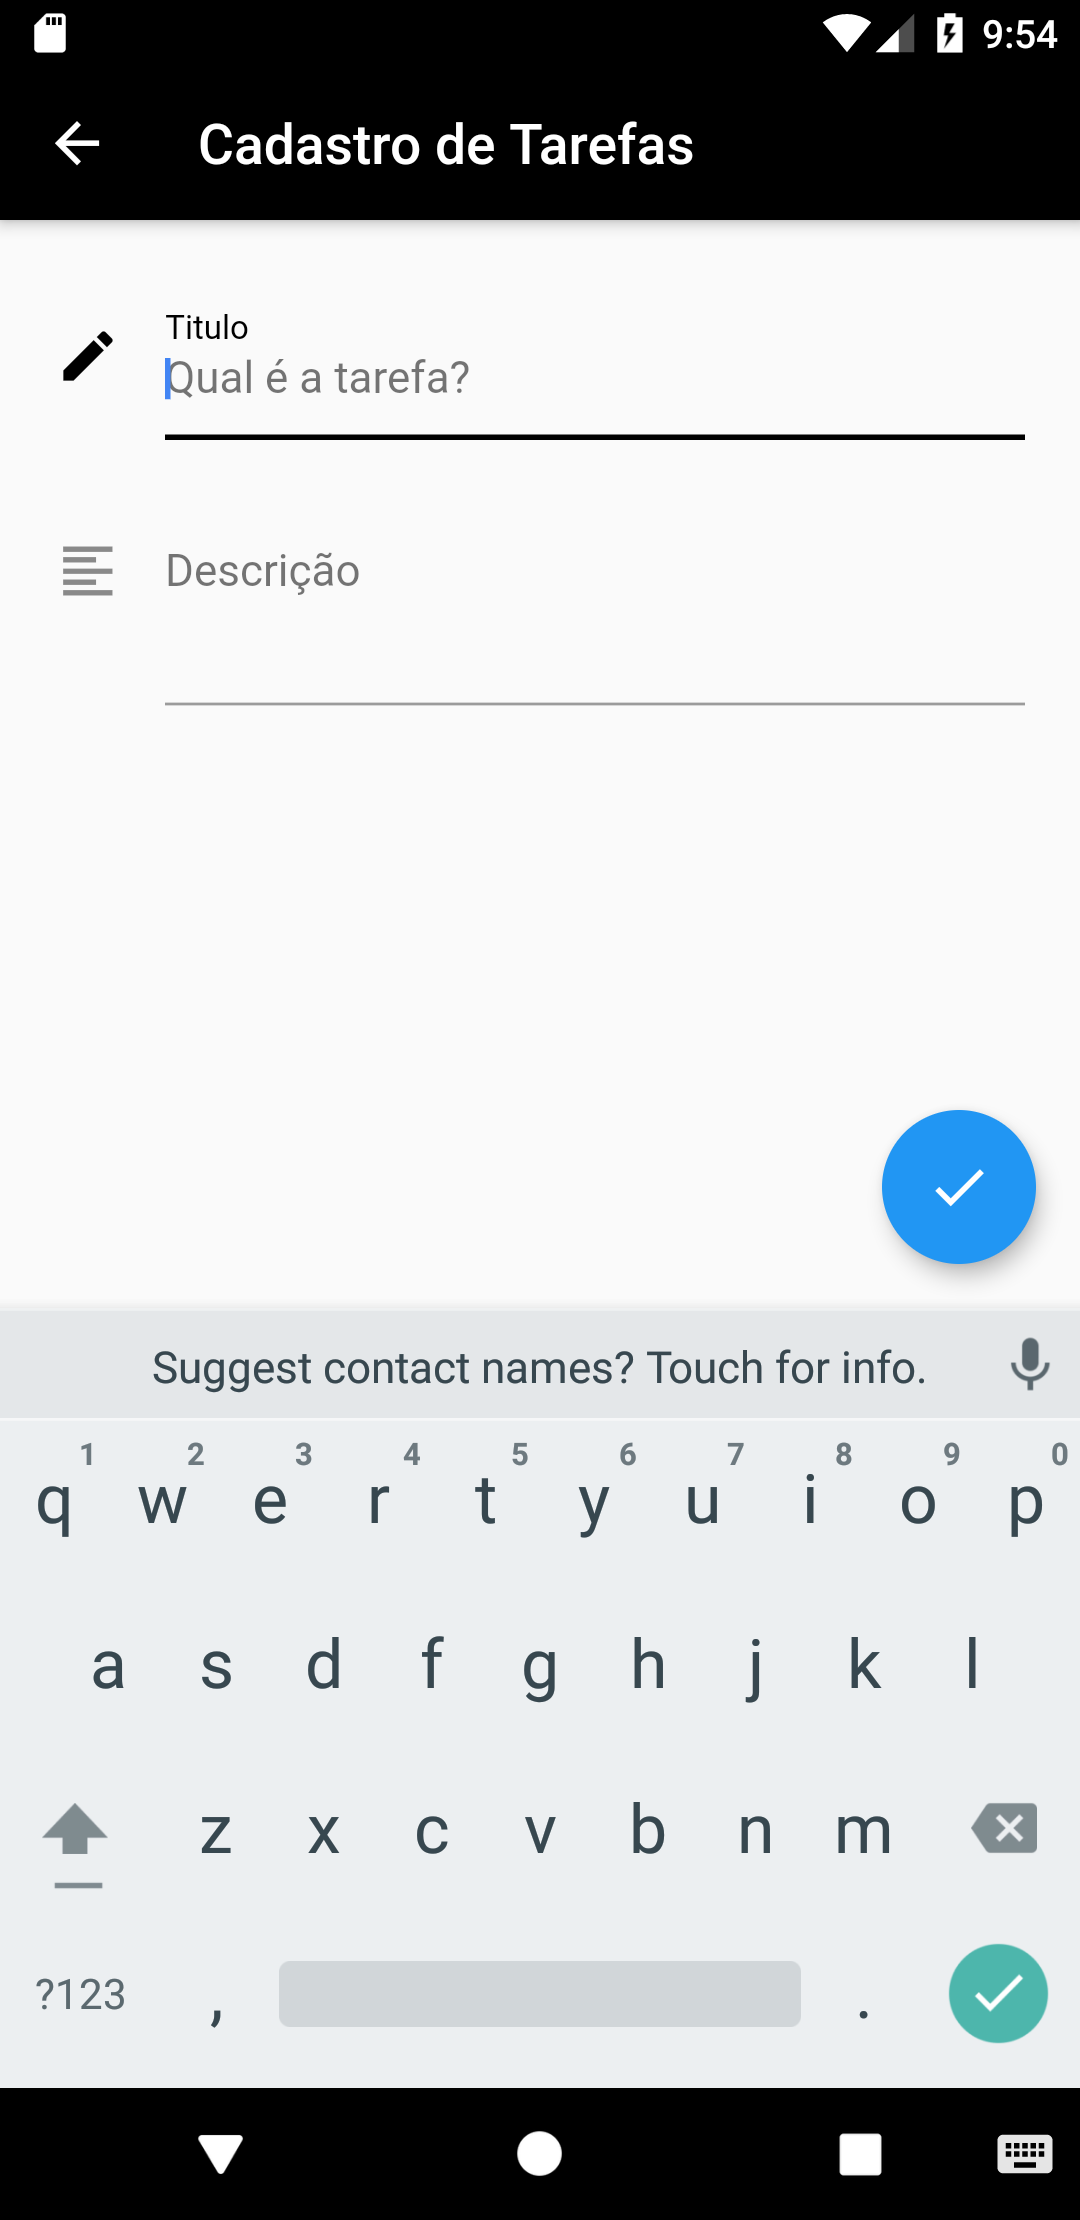 9:54
Cadastro de Tarefas
Titulo
Qual é a tarefa?
Descrição
Suggest contact names? Touch for info.
1 2 3 4 5 6 7 8 9 0
q w e r t y u i o p
a s d f g h j k l
z x c v b n m
?123 , .